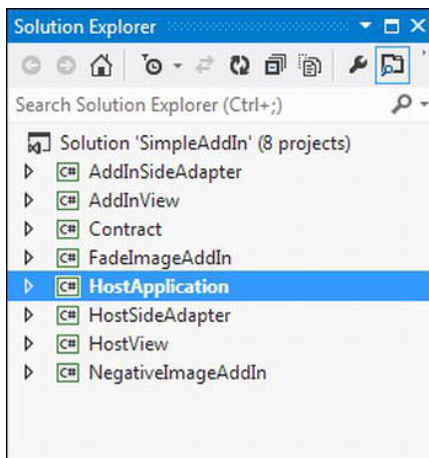 Solution Explorer
Search Solution Explorer (Ctrl+;)
Solution 'SimpleAddIn' (8 projects)
C# AddInSideAdapter
C# AddInView
C# Contract
C# FadeImageAddIn
C# HostApplication
C# HostSideAdapter
C# HostView
C# NegativeImageAddIn